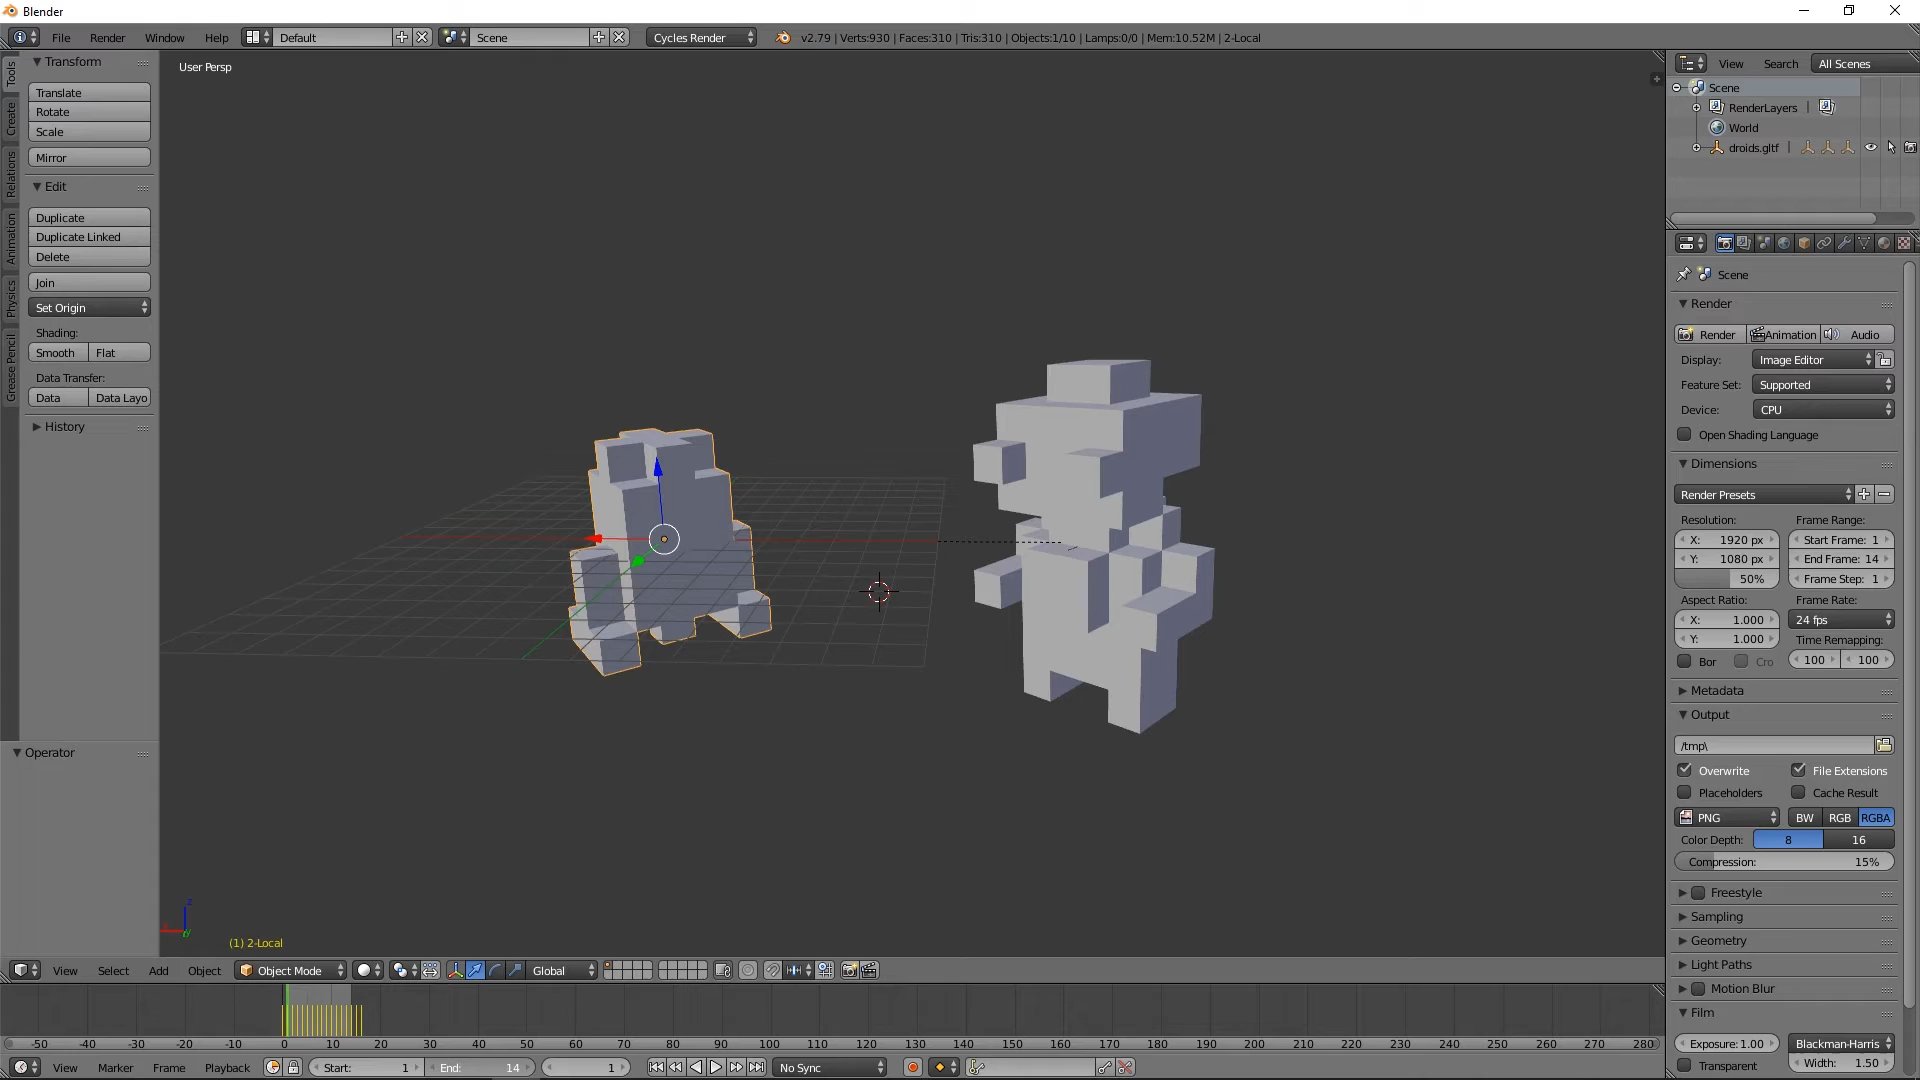 Blender
File Render Window Help Default Scene Cycles Render v2.79 | Verts:930 | Faces:310 | Tris:310 | Objects:1/10 | Lamps:0/0 | Mem:10.52M | 2-Local
Tools
Create
Relations
Animation
Physics
Grease Pencil
Transform
Translate
Rotate
Scale
Mirror
Edit
Duplicate
Duplicate Linked
Delete
Join
Set Origin
Shading:
Smooth Flat
Data Transfer:
Data Data Layo
History
Operator
User Persp
z
y
(1) 2-Local
View Search All Scenes
Scene
RenderLayers |
World
droids.gltf |
Scene
Render
Render Animation Audio
Display: Image Editor
Feature Set: Supported
Device: CPU
Open Shading Language
Dimensions
Render Presets
Resolution: Frame Range:
X: 1920 px Start Frame: 1
Y: 1080 px End Frame: 14
50% Frame Step: 1
Aspect Ratio: Frame Rate:
X: 1.000 24 fps
Y: 1.000 Time Remapping:
Bor Cro 100 100
Metadata
Output
/tmp\
Overwrite File Extensions
Placeholders Cache Result
PNG BW RGB RGBA
Color Depth: 8 16
Compression: 15%
Freestyle
Sampling
Geometry
Light Paths
Motion Blur
Film
Exposure: 1.00 Blackman-Harris
Transparent Width: 1.50
View Select Add Object Object Mode Global
-50 -40 -30 -20 -10 0 10 20 30 40 50 60 70 80 90 100 110 120 130 140 150 160 170 180 190 200 210 220 230 240 250 260 270 280
View Marker Frame Playback Start: 1 End: 14 1 No Sync